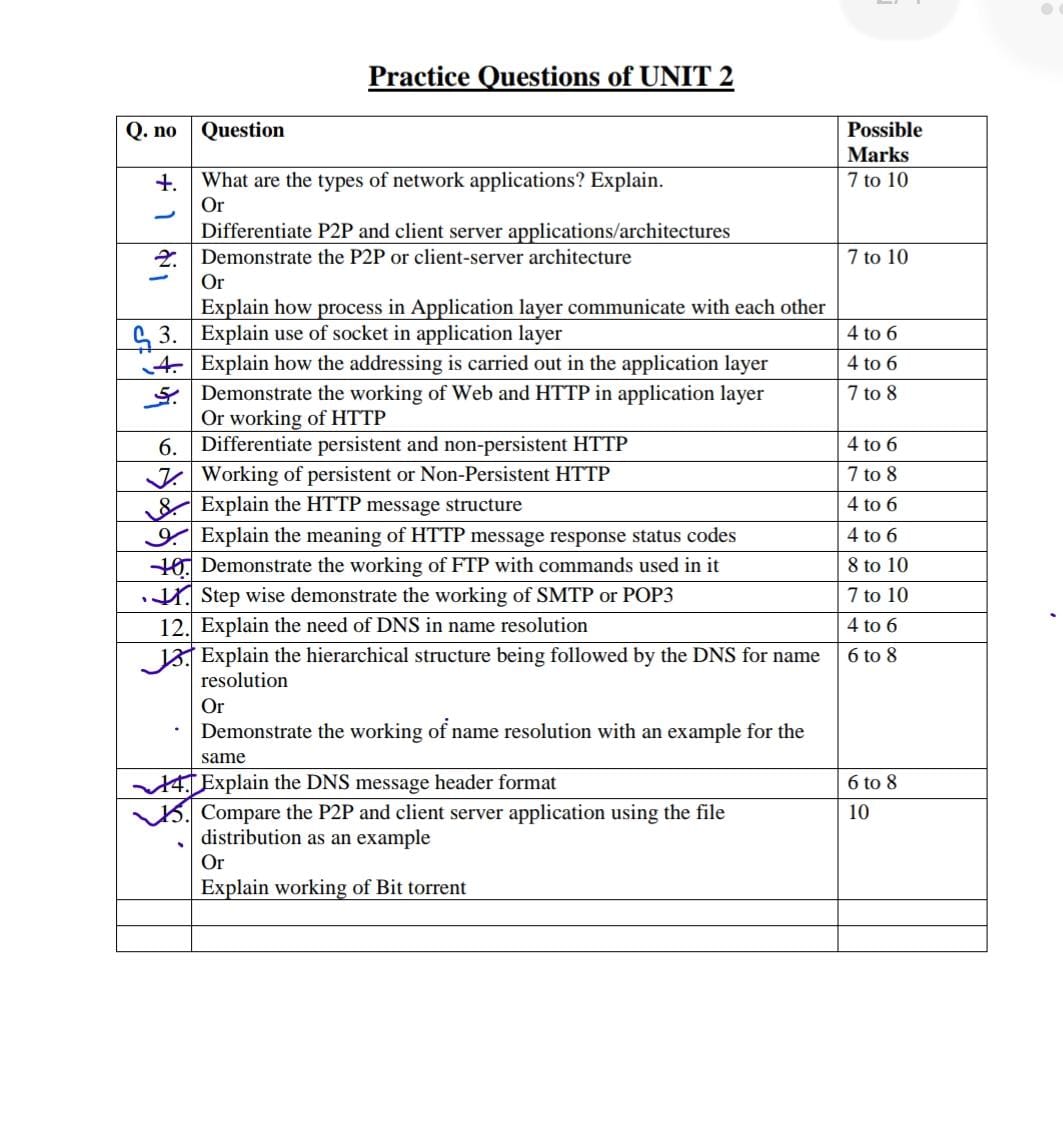 Practice Questions of UNIT 2
Q. no Question Possible
Marks
1. What are the types of network applications? Explain. 7 to 10
Or
Differentiate P2P and client server applications/architectures
2. Demonstrate the P2P or client-server architecture 7 to 10
Or
Explain how process in Application layer communicate with each other
3. Explain use of socket in application layer 4 to 6
4. Explain how the addressing is carried out in the application layer 4 to 6
5. Demonstrate the working of Web and HTTP in application layer 7 to 8
Or working of HTTP
6. Differentiate persistent and non-persistent HTTP 4 to 6
7. Working of persistent or Non-Persistent HTTP 7 to 8
8. Explain the HTTP message structure 4 to 6
9. Explain the meaning of HTTP message response status codes 4 to 6
10. Demonstrate the working of FTP with commands used in it 8 to 10
11. Step wise demonstrate the working of SMTP or POP3 7 to 10
12. Explain the need of DNS in name resolution 4 to 6
13. Explain the hierarchical structure being followed by the DNS for name 6 to 8
resolution
Or
Demonstrate the working of name resolution with an example for the
same
14. Explain the DNS message header format 6 to 8
15. Compare the P2P and client server application using the file 10
distribution as an example
Or
Explain working of Bit torrent